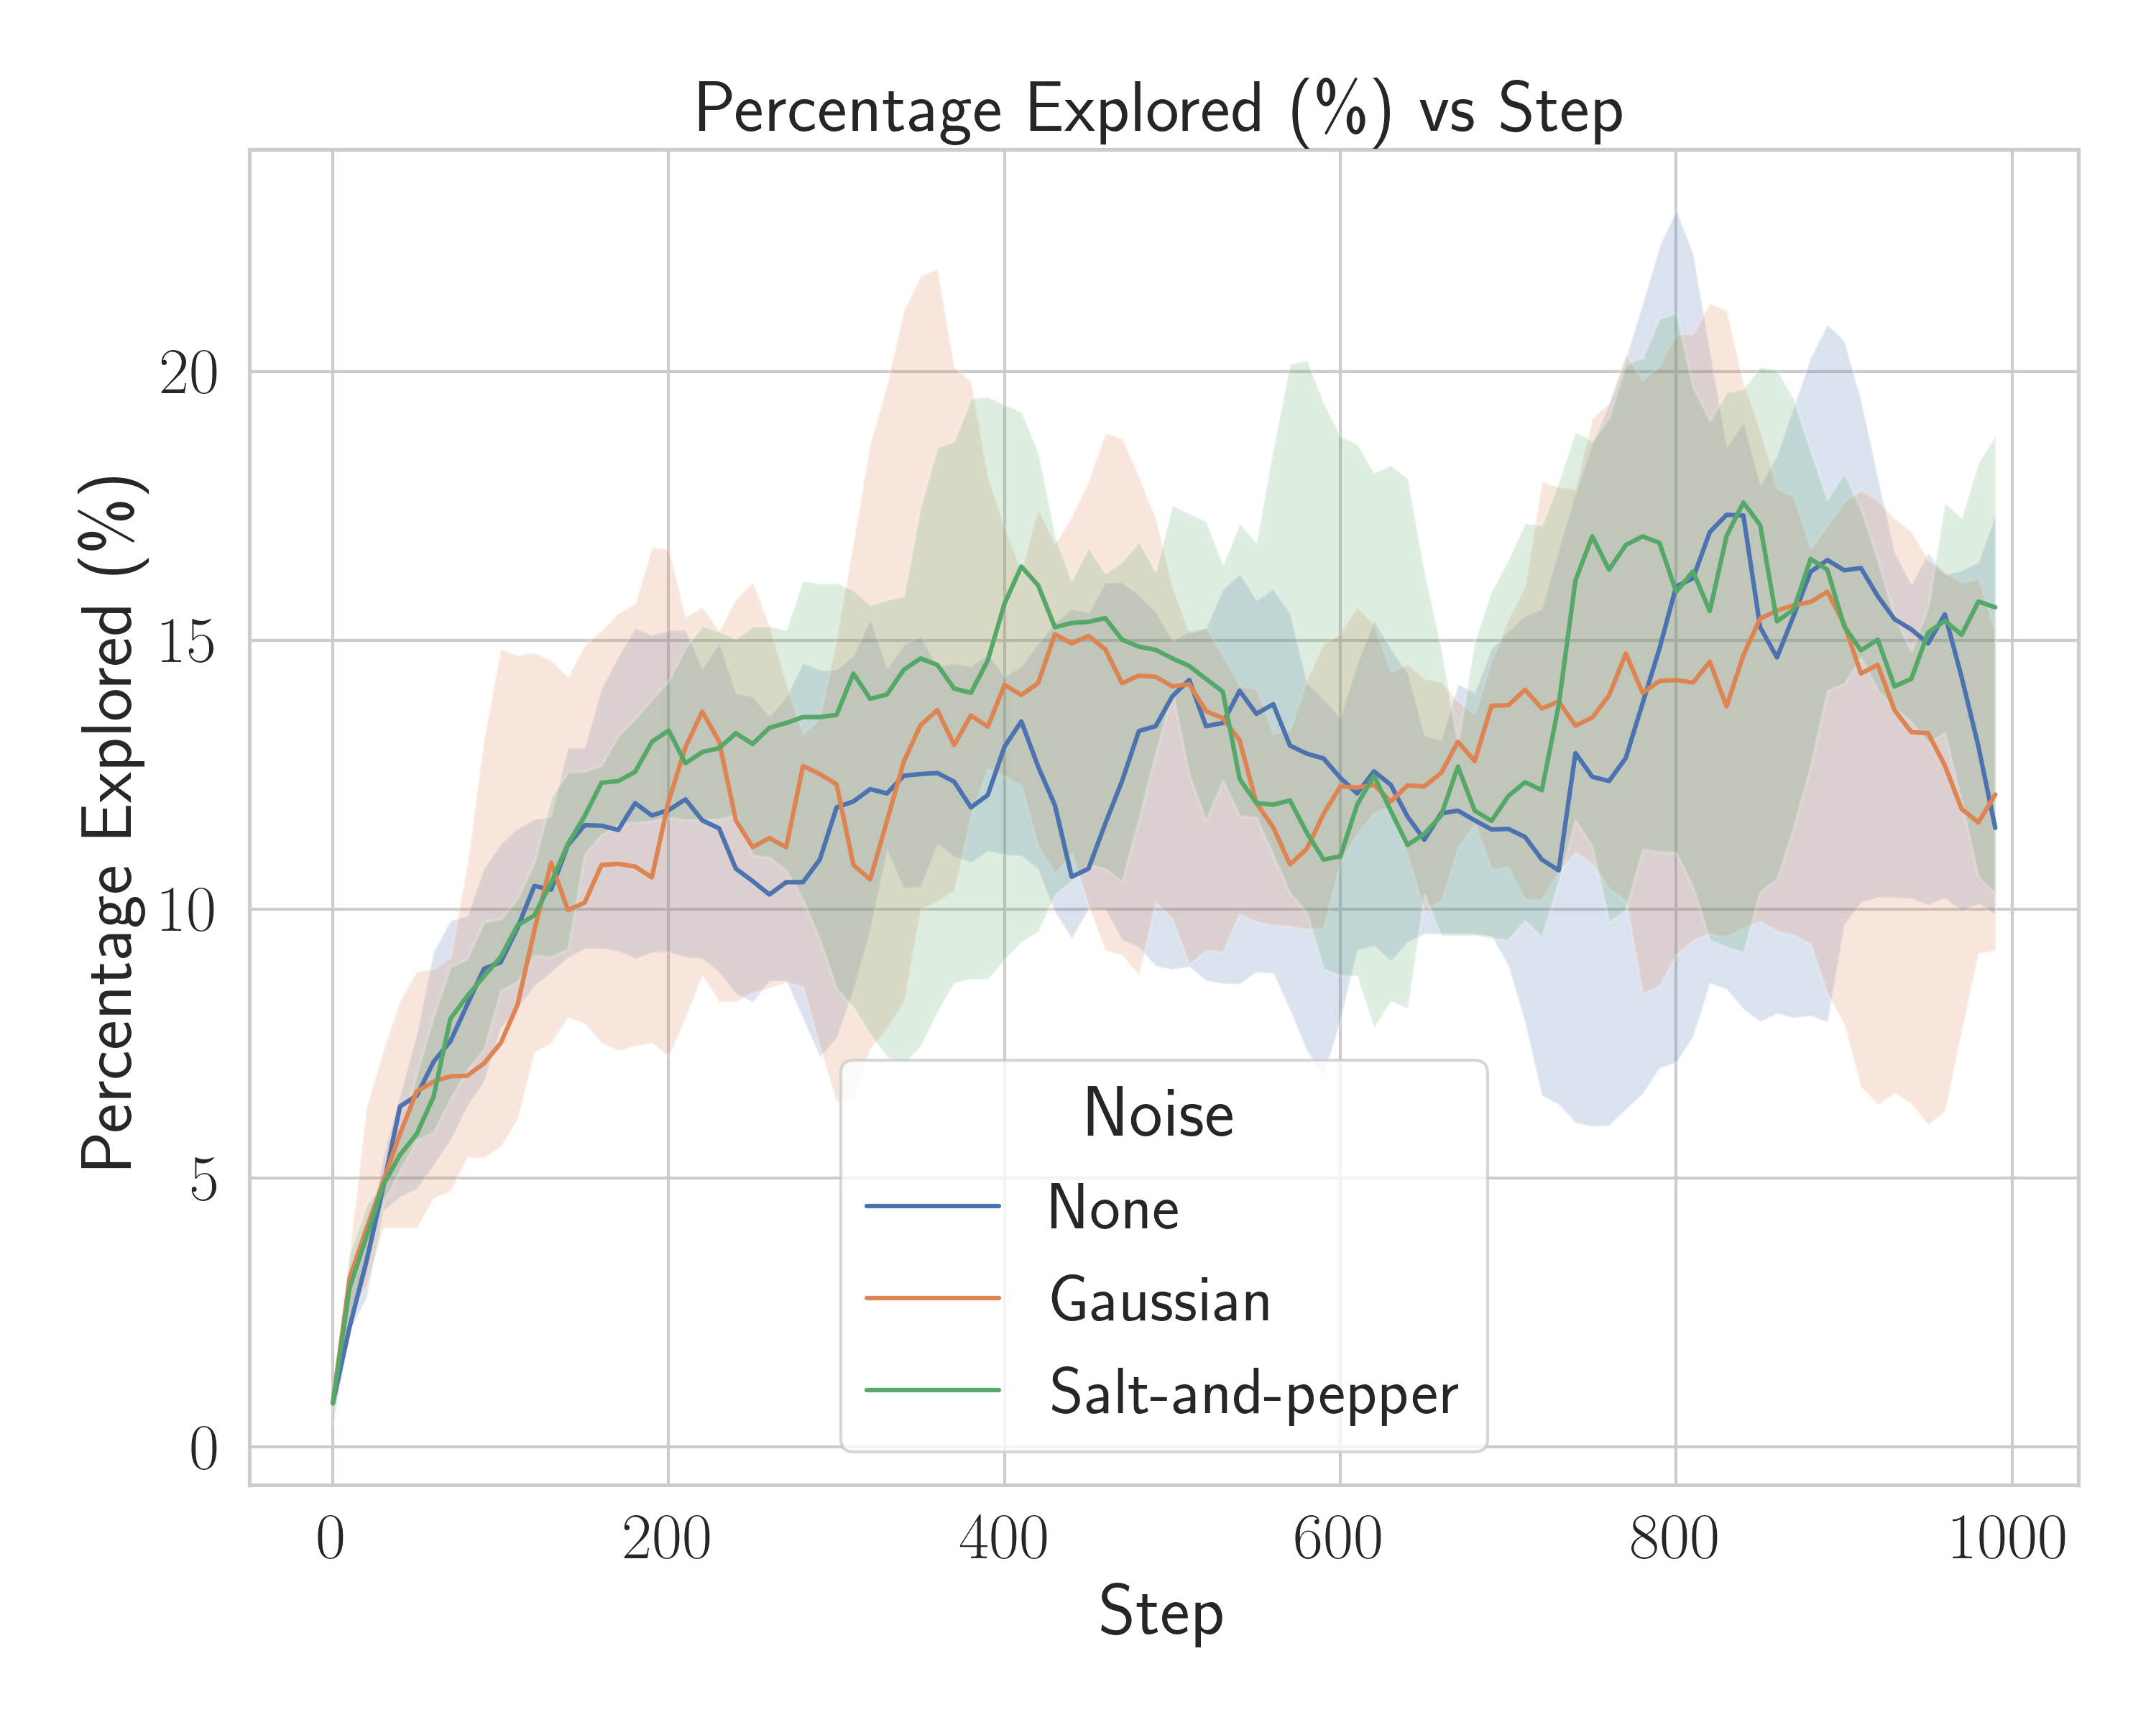 Percentage Explored (%) vs Step
Percentage Explored (%)
20
15
10
5
0
Noise
None
Gaussian
Salt-and-pepper
0 200 400 600 800 1000
Step